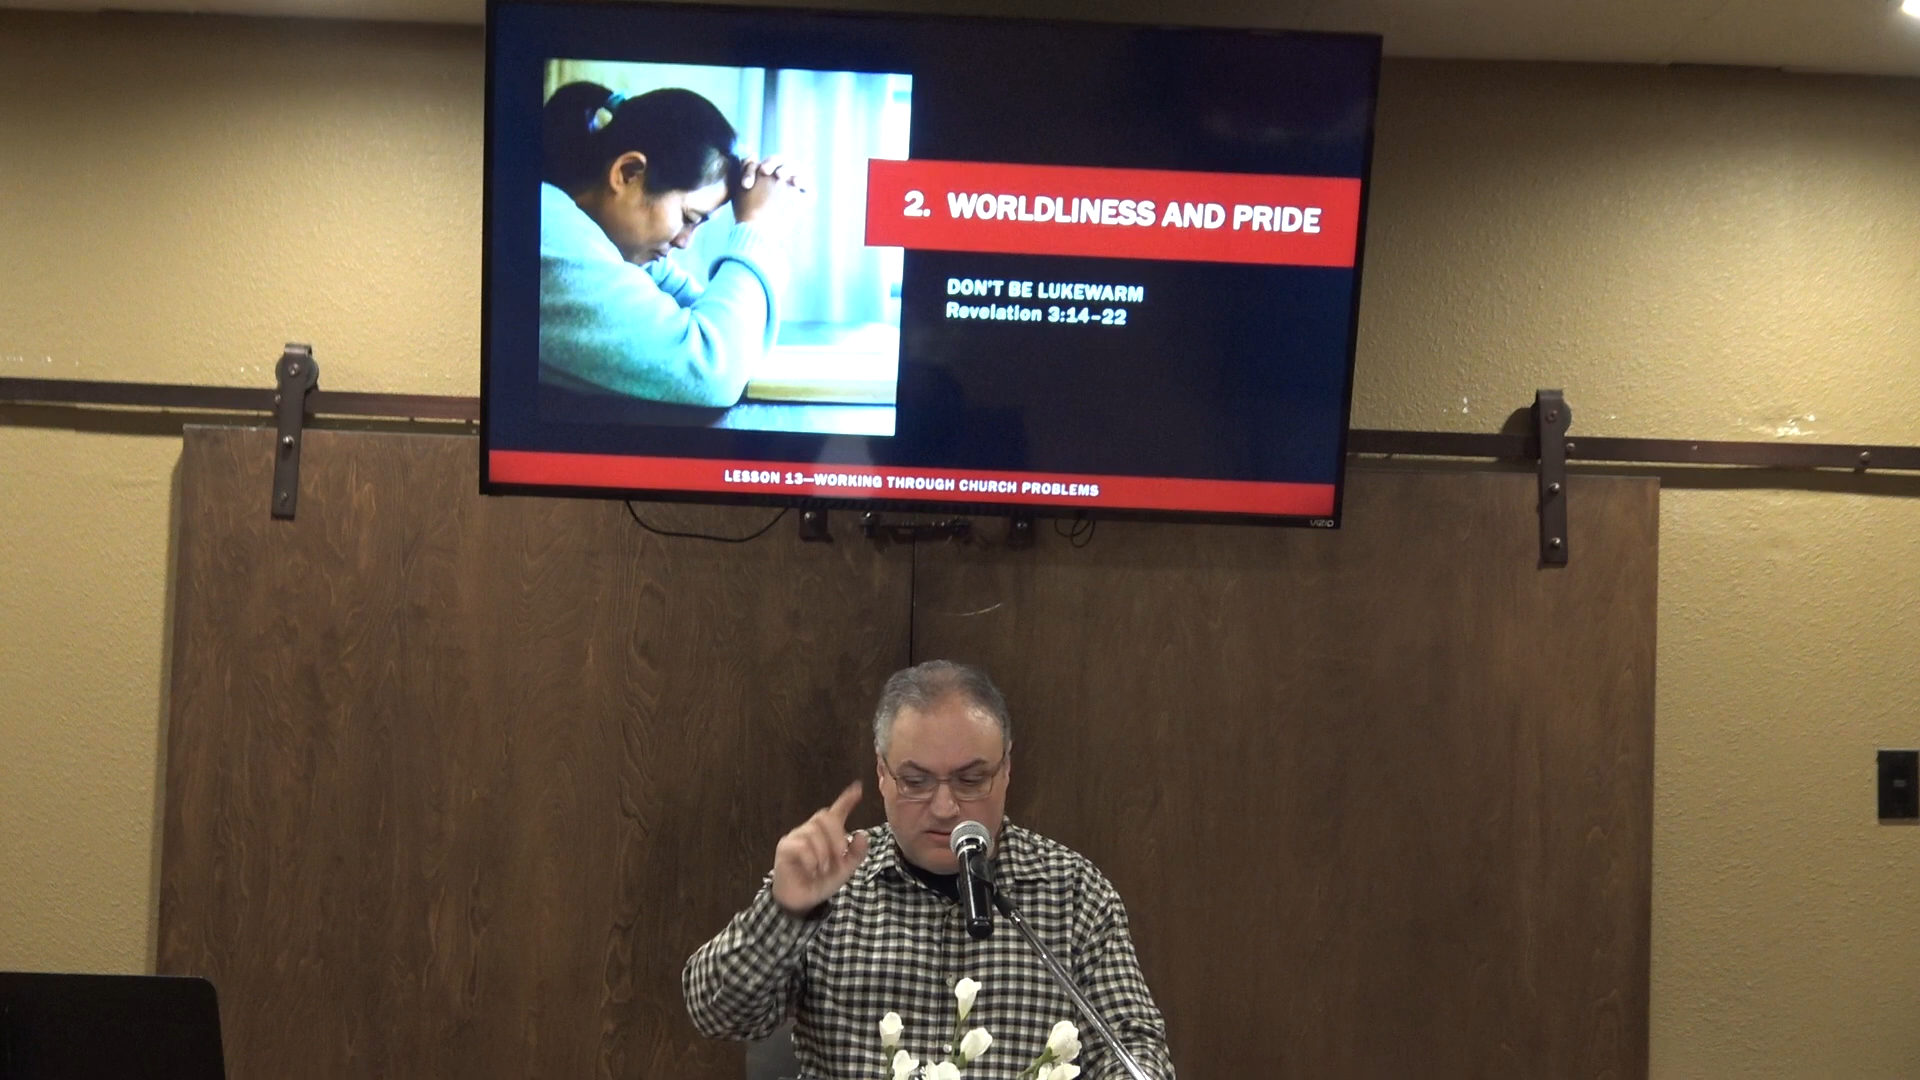 2. WORLDLINESS AND PRIDE
DON'T BE LUKEWARM
Revelation 3:14–22
LESSON 13—WORKING THROUGH CHURCH PROBLEMS
VIZIO